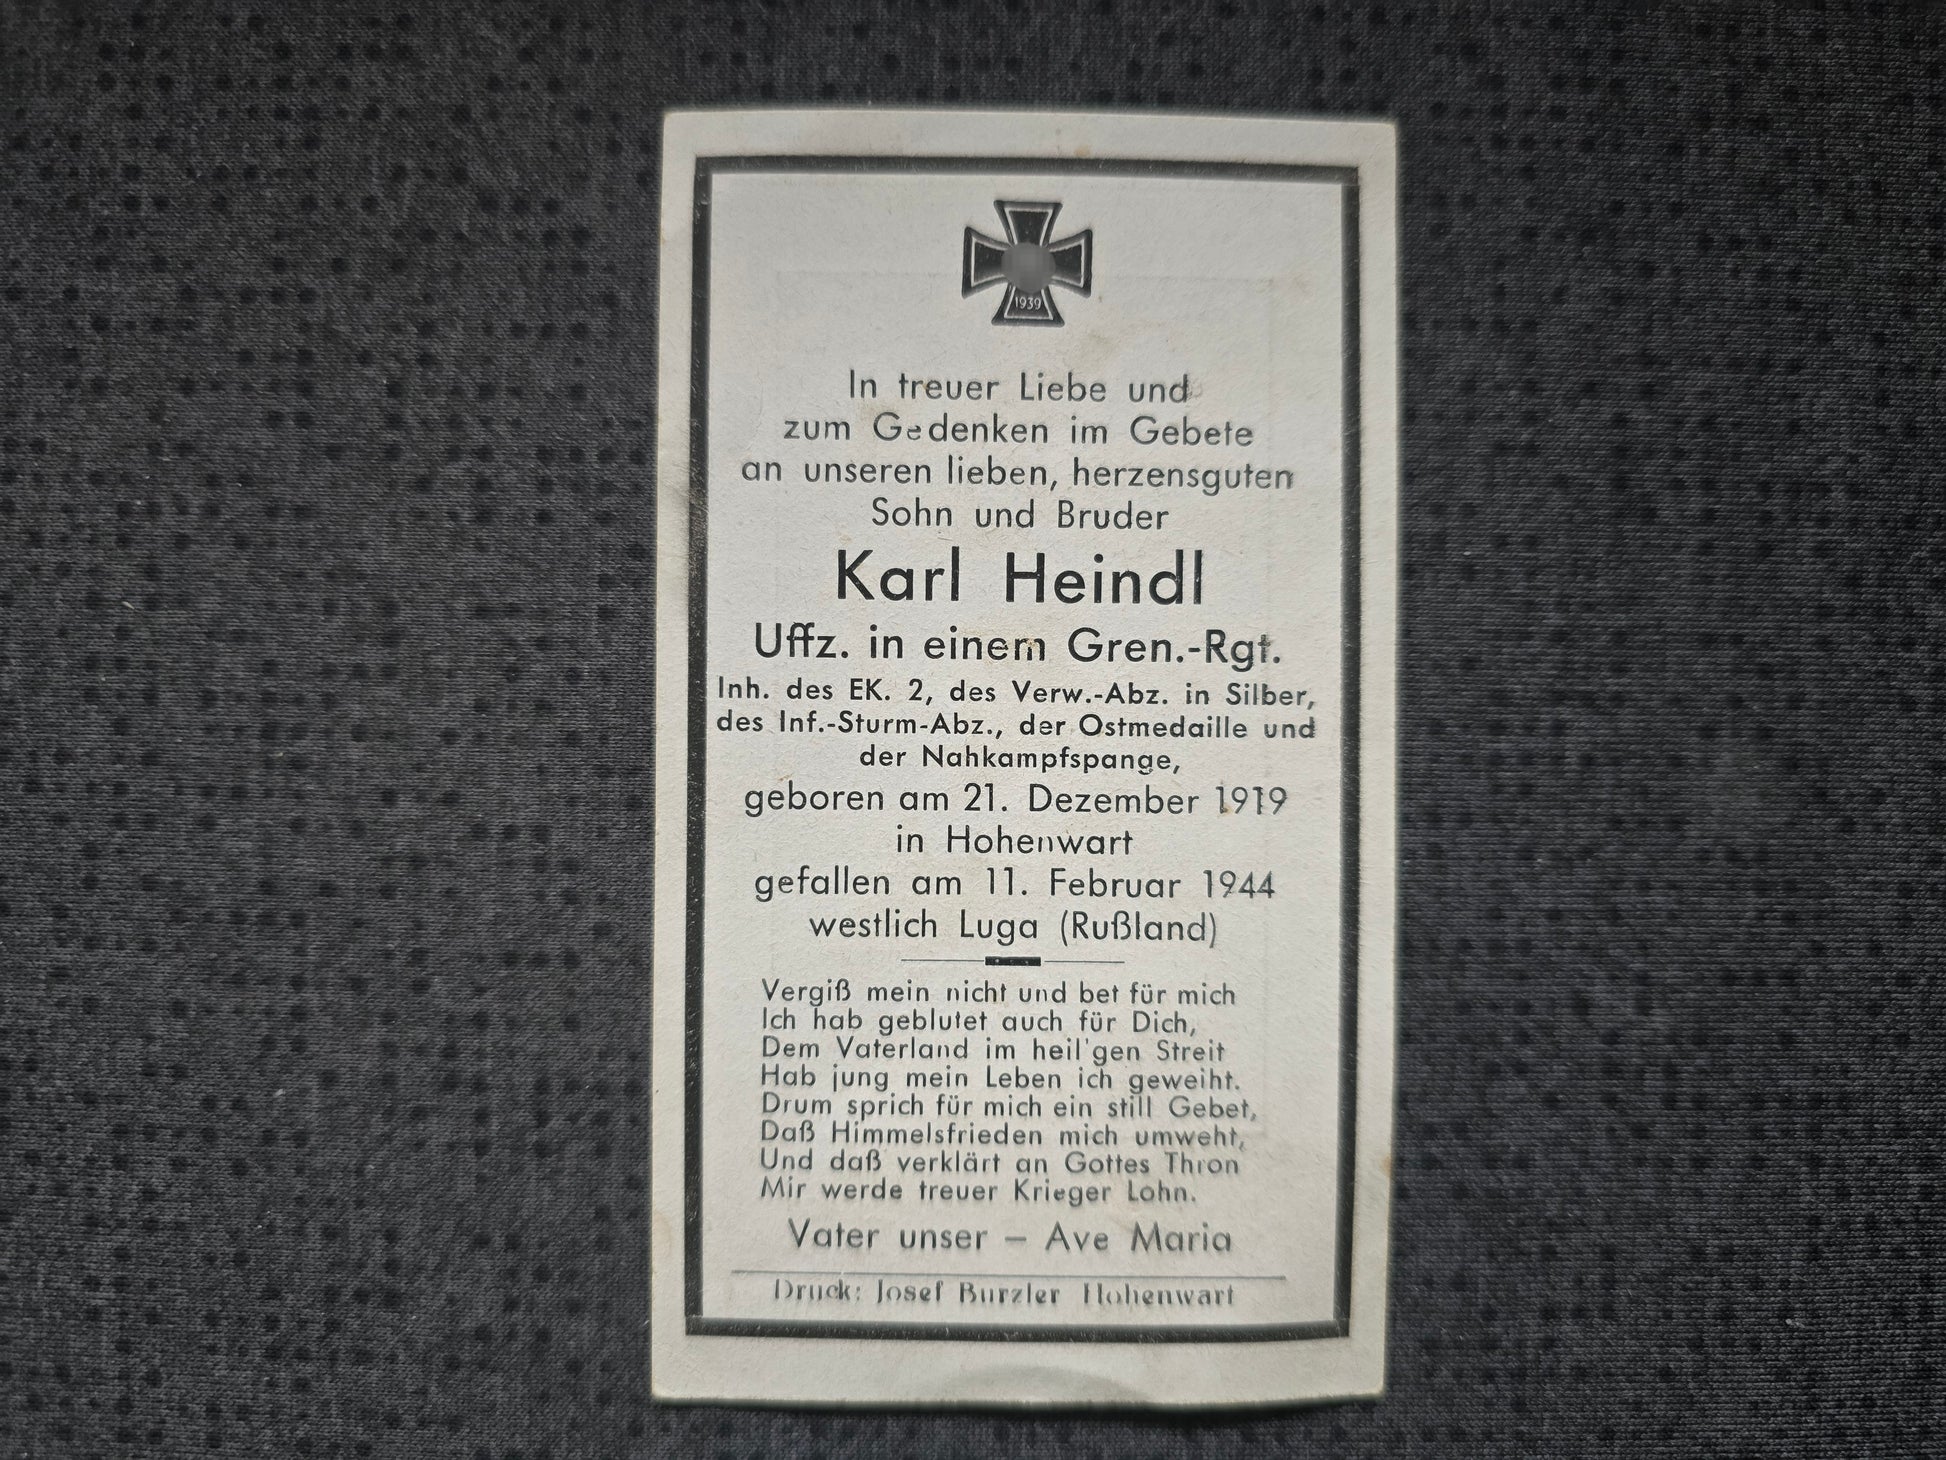 1939
In treuer Liebe und
zum Gedenken im Gebete
an unseren lieben, herzensguten
Sohn und Bruder
Karl Heindl
Uffz. in einem Gren.-Rgt.
Inh. des EK. 2, des Verw.-Abz. in Silber,
des Inf.-Sturm-Abz., der Ostmedaille und
der Nahkampfspange,
geboren am 21. Dezember 1919
in Hohenwart
gefallen am 11. Februar 1944
westlich Luga (Rußland)
Vergiß mein nicht und bet für mich
Ich hab geblutet auch für Dich,
Dem Vaterland im heil'gen Streit
Hab jung mein Leben ich geweiht.
Drum sprich für mich ein still Gebet,
Daß Himmelsfrieden mich umweht,
Und daß verklärt an Gottes Thron
Mir werde treuer Krieger Lohn.
Vater unser – Ave Maria
Druck: Josef Burzler Hohenwart